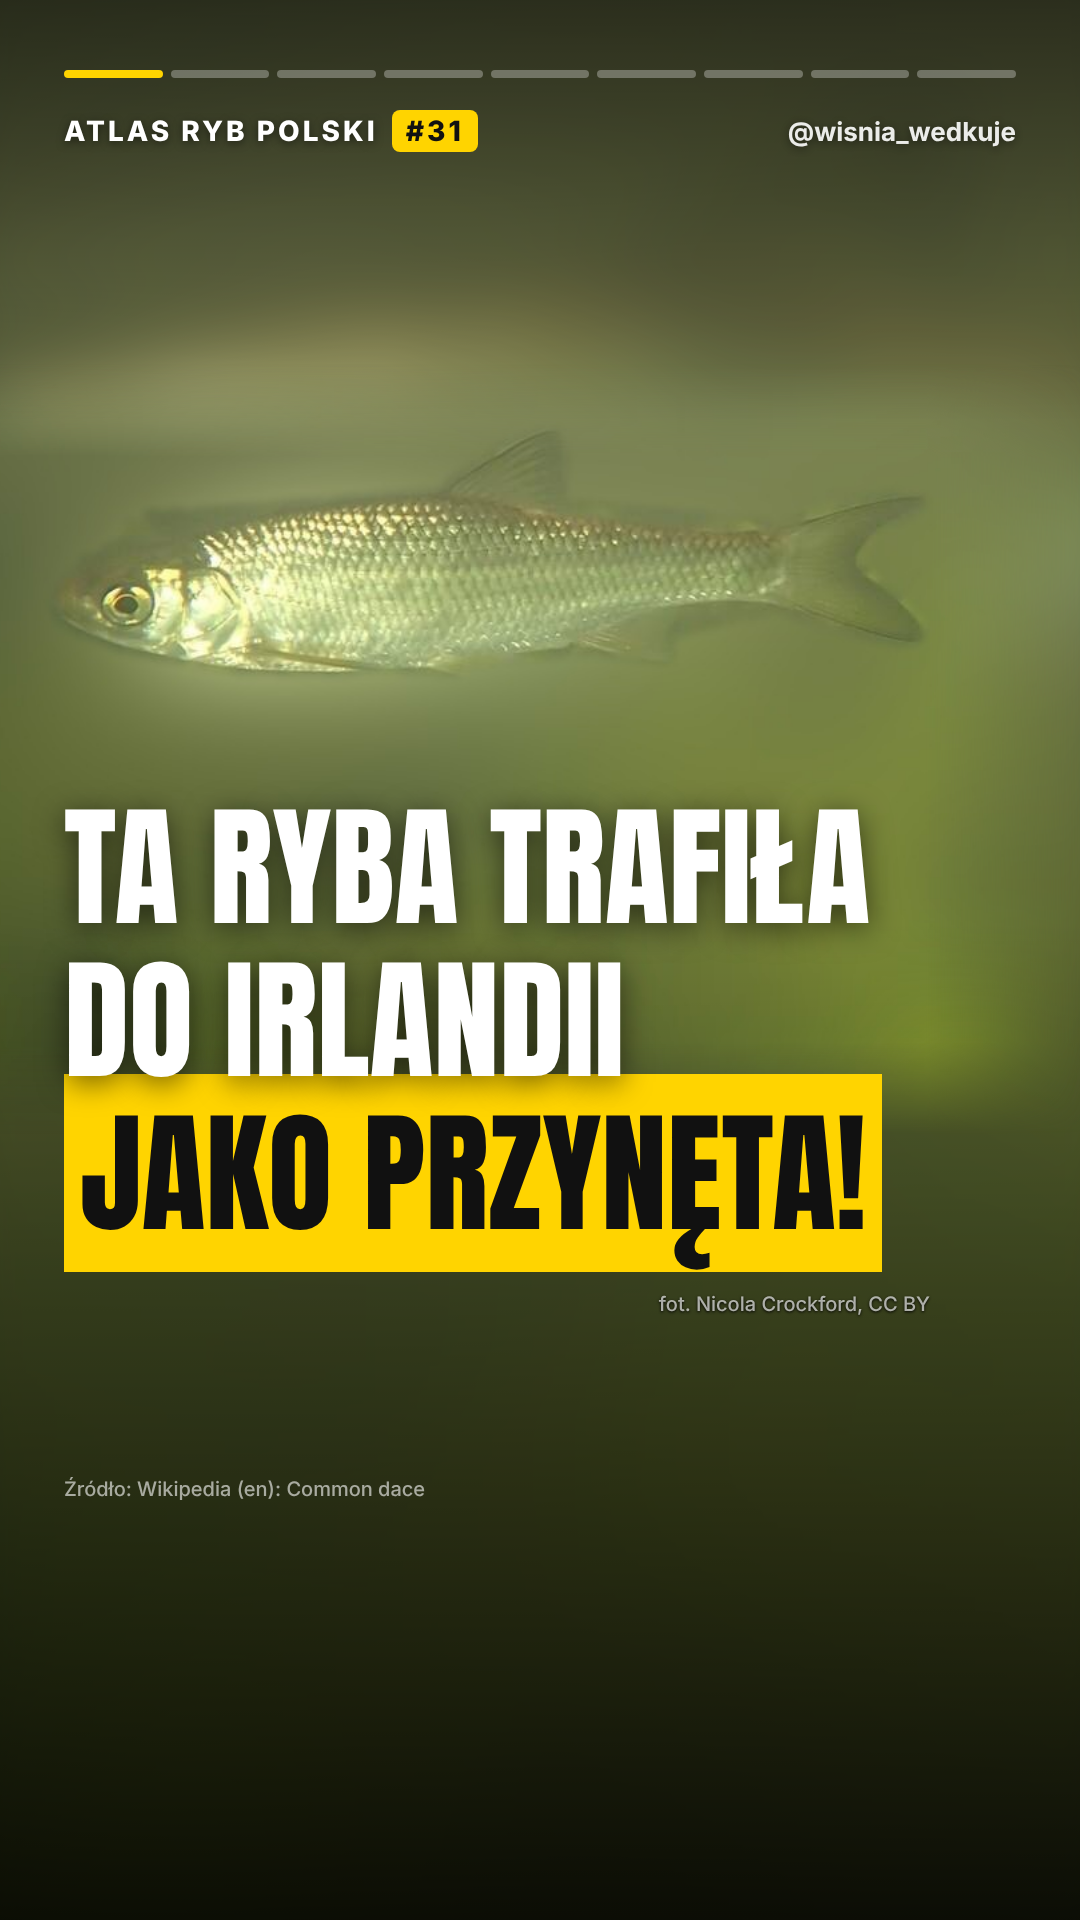 ATLAS RYB POLSKI #31
@wisnia_wedkuje
TA RYBA TRAFIŁA
DO IRLANDII
JAKO PRZYNĘTA!
fot. Nicola Crockford, CC BY
Źródło: Wikipedia (en): Common dace